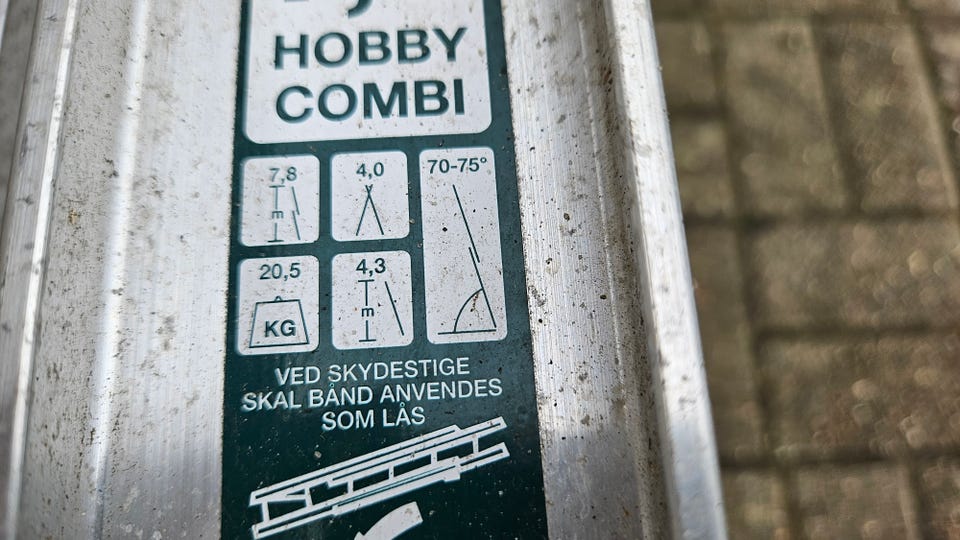 HOBBY
COMBI
7,8
m
4,0
70-75°
20,5
KG
4,3
m
VED SKYDESTIGE
SKAL BÅND ANVENDES
SOM LÅS